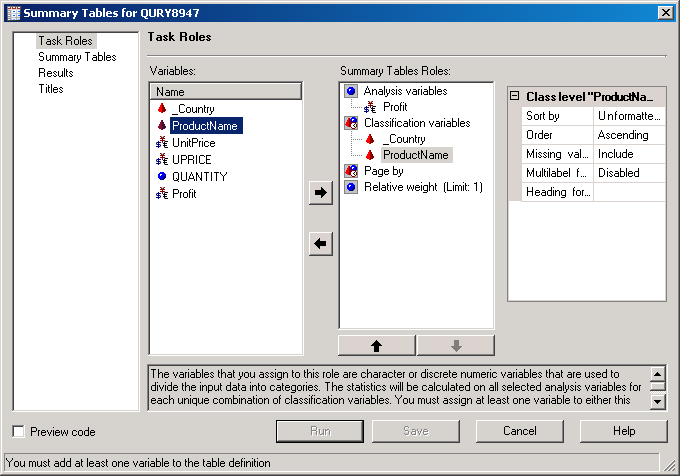 Summary Tables for QURY8947
Task Roles
Summary Tables
Results
Titles
Task Roles
Variables:
Name
_Country
ProductName
UnitPrice
UPRICE
QUANTITY
Profit
Summary Tables Roles:
Analysis variables
Profit
Classification variables
_Country
ProductName
Page by
Relative weight (Limit: 1)
Class level "ProductNa...
Sort by Unformatte...
Order Ascending
Missing val... Include
Multilabel f... Disabled
Heading for...
The variables that you assign to this role are character or discrete numeric variables that are used to
divide the input data into categories. The statistics will be calculated on all selected analysis variables for
each unique combination of classification variables. You must assign at least one variable to either this
Preview code
Run
Save
Cancel
Help
You must add at least one variable to the table definition